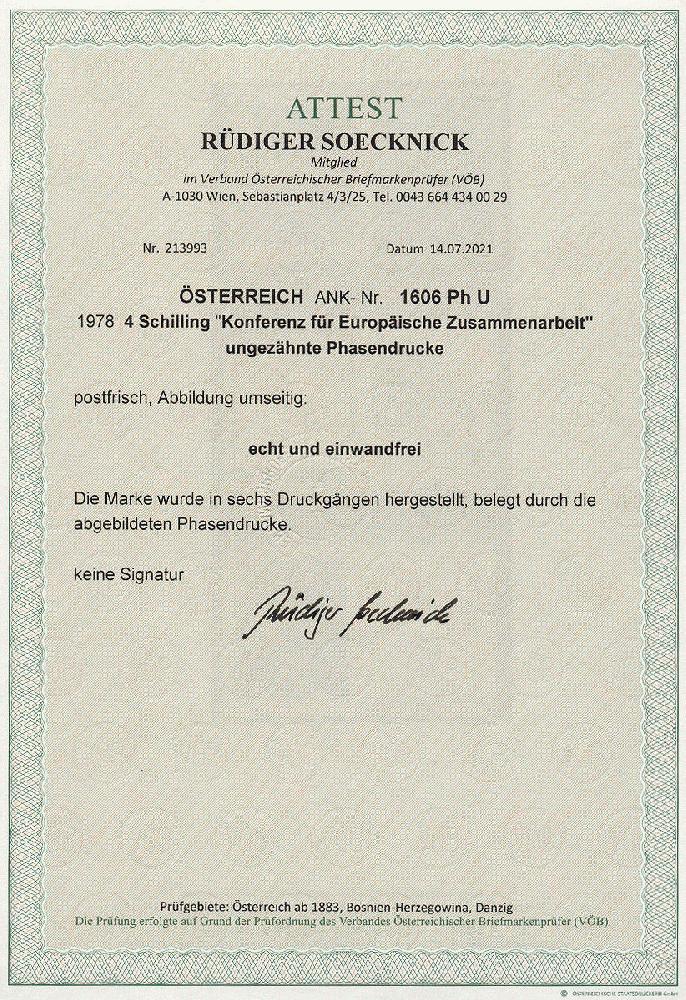 ATTEST
RÜDIGER SOECKNICK
Mitglied
im Verband Österreichischer Briefmarkenprüfer (VÖB)
A-1030 Wien, Sebastianplatz 4/3/25, Tel. 0043 664 434 00 29
Nr. 213993 Datum 14.07.2021
ÖSTERREICH ANK- Nr. 1606 Ph U
1978 4 Schilling "Konferenz für Europäische Zusammenarbeit"
ungezähnte Phasendrucke
postfrisch, Abbildung umseitig:
echt und einwandfrei
Die Marke wurde in sechs Druckgängen hergestellt, belegt durch die
abgebildeten Phasendrucke.
keine Signatur
Rüdiger Soecknick
Prüfgebiete: Österreich ab 1883, Bosnien-Herzegowina, Danzig
Die Prüfung erfolgte auf Grund der Prüfordnung des Verbandes Österreichischer Briefmarkenprüfer (VÖB)
© ÖSTERREICHISCHE STAATSDRUCKEREI GmbH